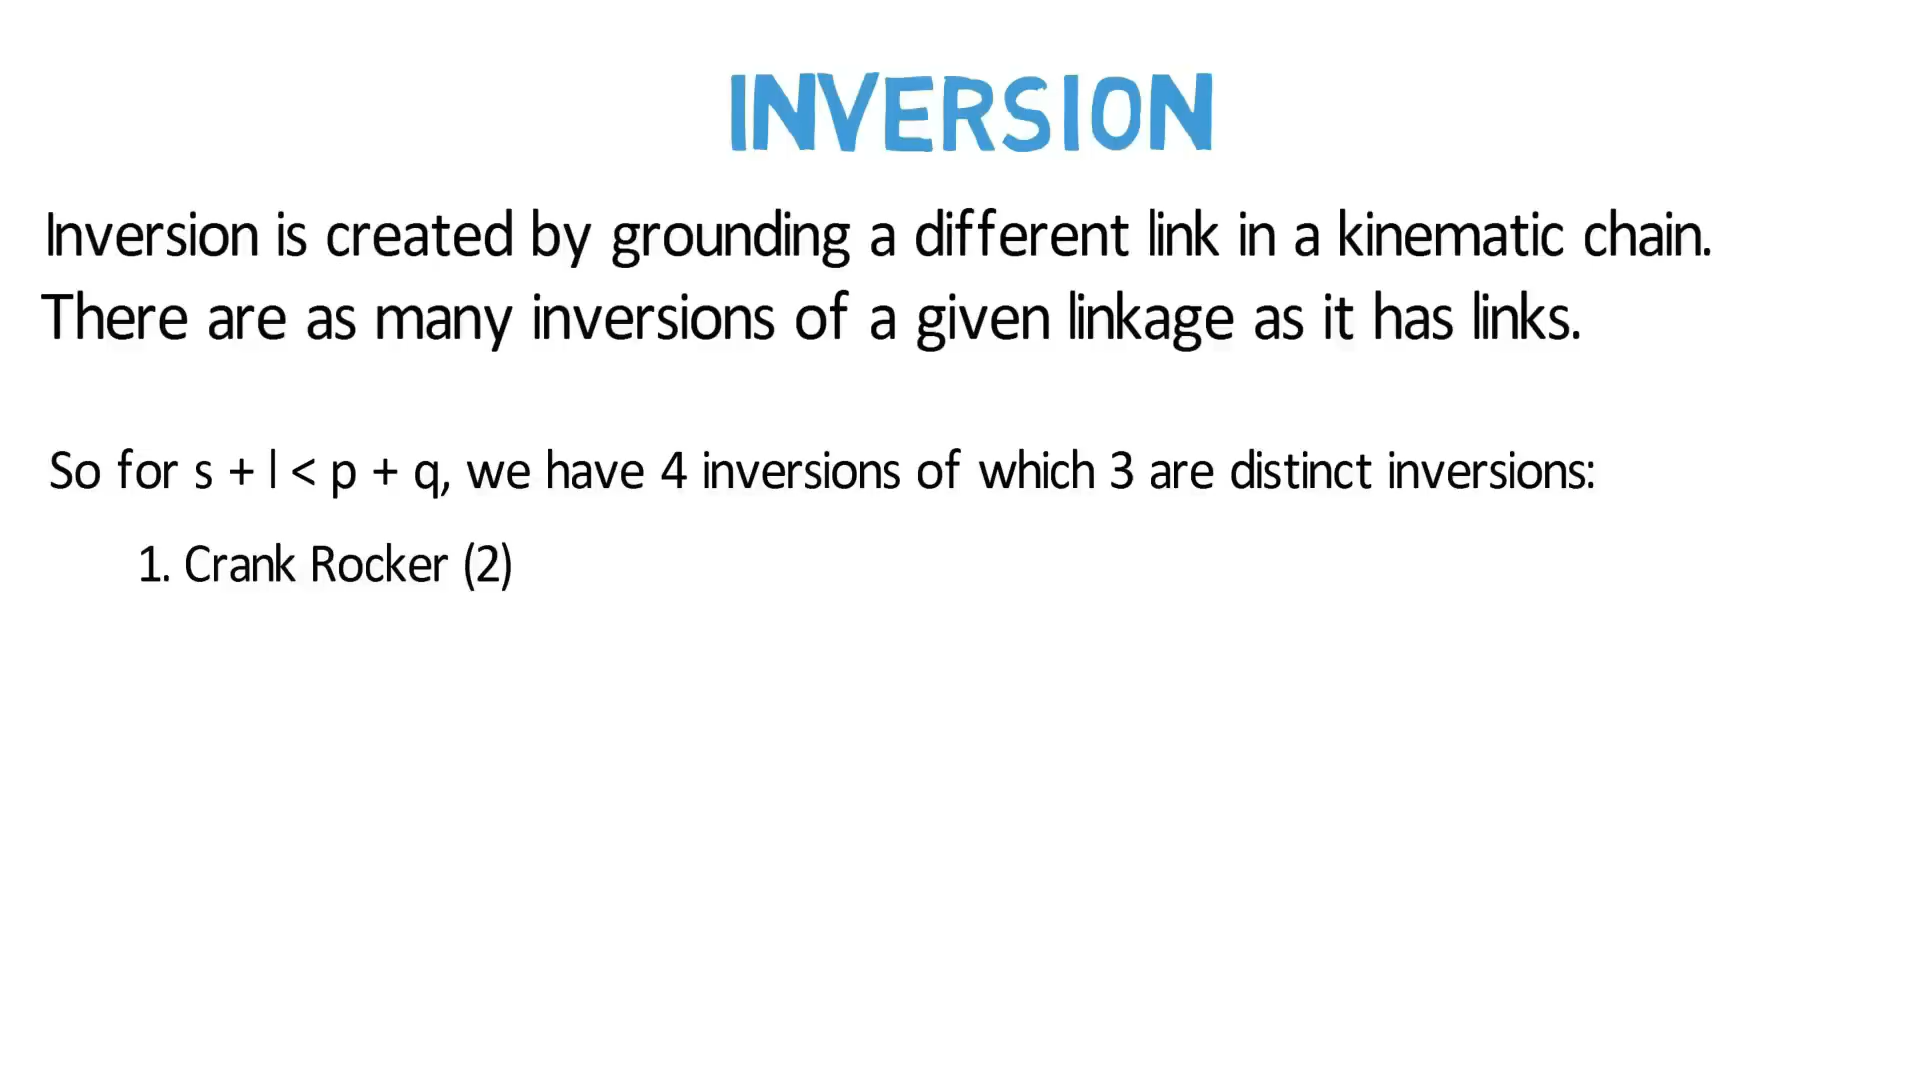 INVERSION
Inversion is created by grounding a different link in a kinematic chain.
There are as many inversions of a given linkage as it has links.
So for s + l < p + q, we have 4 inversions of which 3 are distinct inversions:
1. Crank Rocker (2)